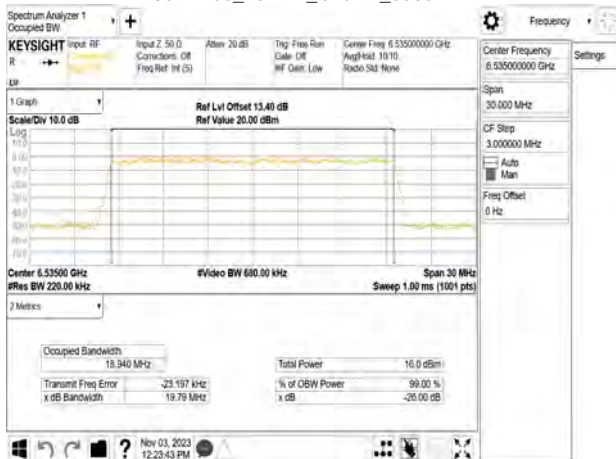 Spectrum Analyzer 1
Occupied BW
Frequency
KEYSIGHT
Input: RF
Input Z: 50 Ω
Atten: 20 dB
Trig: Free Run
Center Freq: 6.535000000 GHz
R
Corrections: Off
Gate: Off
Avg|Hold: 10/10
Freq Ref: Int (S)
#IF Gain: Low
Radio Std: None
Center Frequency
6.535000000 GHz
Settings
Span
30.000 MHz
CF Step
3.000000 MHz
Auto
Man
Freq Offset
0 Hz
1 Graph
Ref Lvl Offset 13.40 dB
Scale/Div 10.0 dB
Ref Value 20.00 dBm
Log
Center 6.53500 GHz
#Video BW 680.00 kHz
Span 30 MHz
#Res BW 220.00 kHz
Sweep 1.00 ms (1001 pts)
2 Metrics
Occupied Bandwidth
18.940 MHz
Total Power
16.0 dBm
Transmit Freq Error
-23.197 kHz
% of OBW Power
99.00 %
x dB Bandwidth
19.79 MHz
x dB
-26.00 dB
Nov 03, 2023
12:23:43 PM